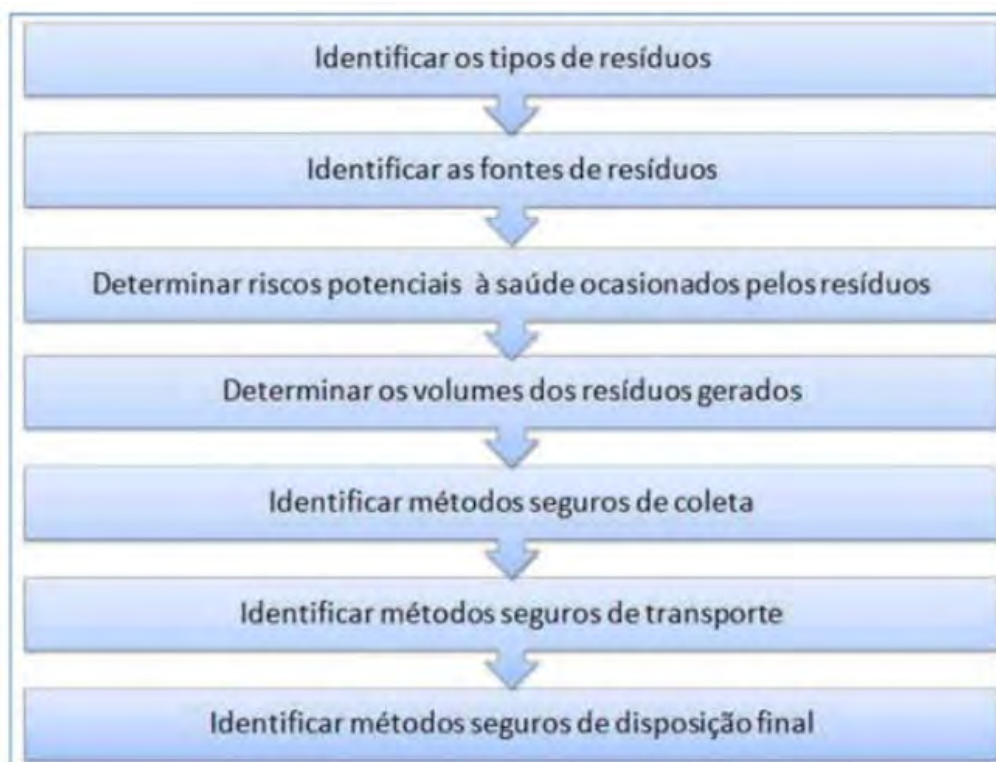 Identificar os tipos de resíduos
Identificar as fontes de resíduos
Determinar riscos potenciais à saúde ocasionados pelos resíduos
Determinar os volumes dos resíduos gerados
Identificar métodos seguros de coleta
Identificar métodos seguros de transporte
Identificar métodos seguros de disposição final